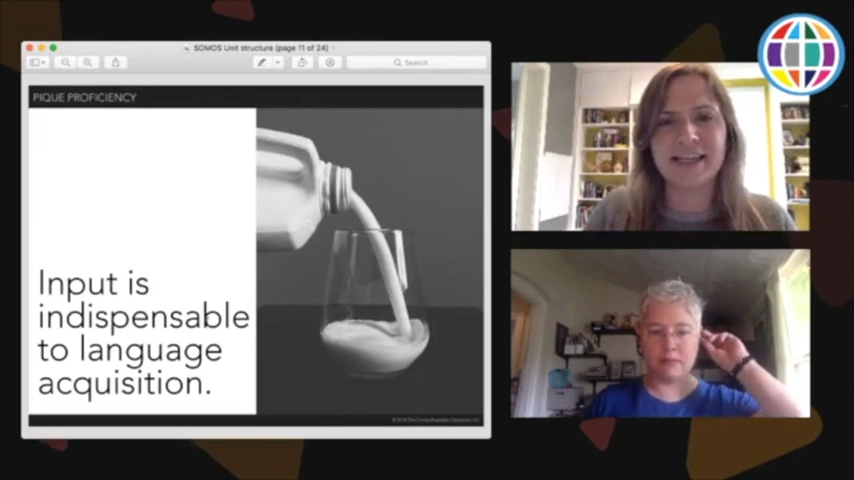 SOMOS Unit structure (page 11 of 24)
Search
PIQUE PROFICIENCY
Input is
indispensable
to language
acquisition.